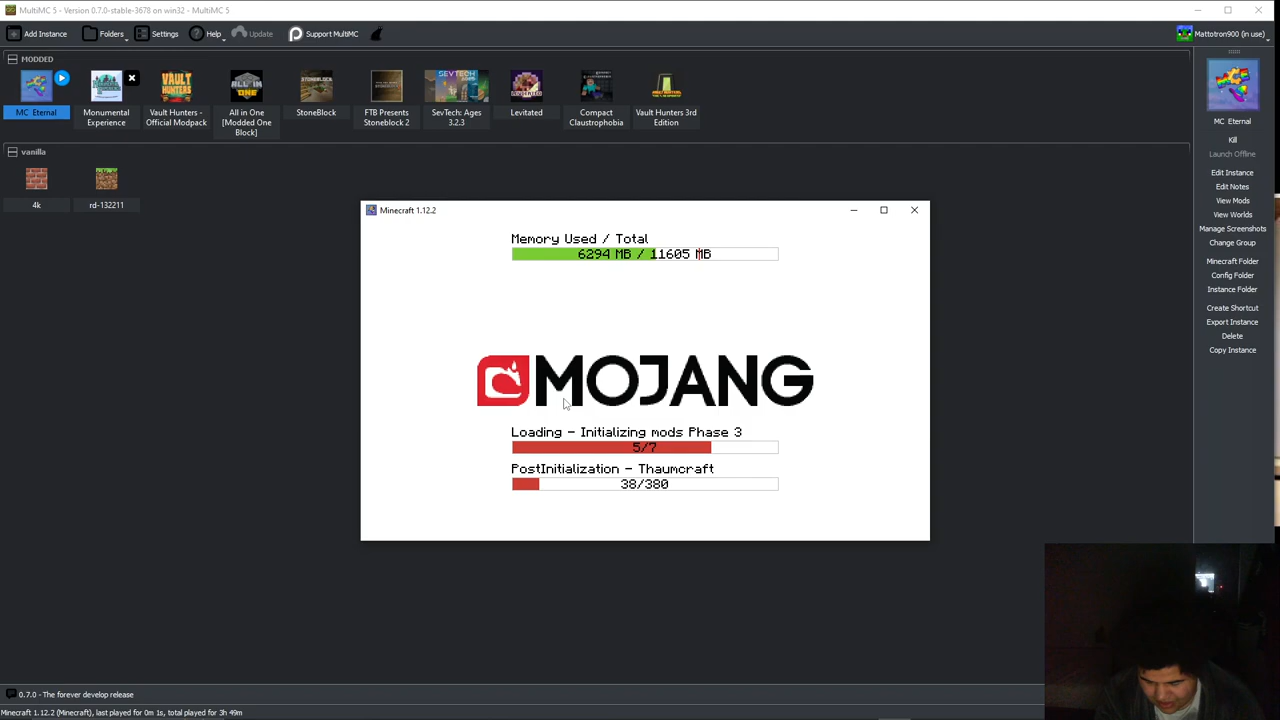 MultiMC 5 - Version 0.7.0-stable-3678 on win32 - MultiMC 5
Add Instance Folders Settings Help Update Support MultiMC Mattotron900 (in use)
MODDED
MC Eternal
Monumental Experience
Vault Hunters - Official Modpack
All in One [Modded One Block]
StoneBlock
FTB Presents Stoneblock 2
SevTech: Ages 3.2.3
Levitated
Compact Claustrophobia
Vault Hunters 3rd Edition
vanilla
4k
rd-132211
Minecraft 1.12.2
Memory Used / Total
6294 MB / 11605 MB
MOJANG
Loading - Initializing mods Phase 3
5/7
PostInitialization - Thaumcraft
38/380
MC Eternal
Kill
Launch Offline
Edit Instance
Edit Notes
View Mods
View Worlds
Manage Screenshots
Change Group
Minecraft Folder
Config Folder
Instance Folder
Create Shortcut
Export Instance
Delete
Copy Instance
0.7.0 - The forever develop release
Minecraft 1.12.2 (Minecraft), last played for 0m 1s, total played for 3h 49m